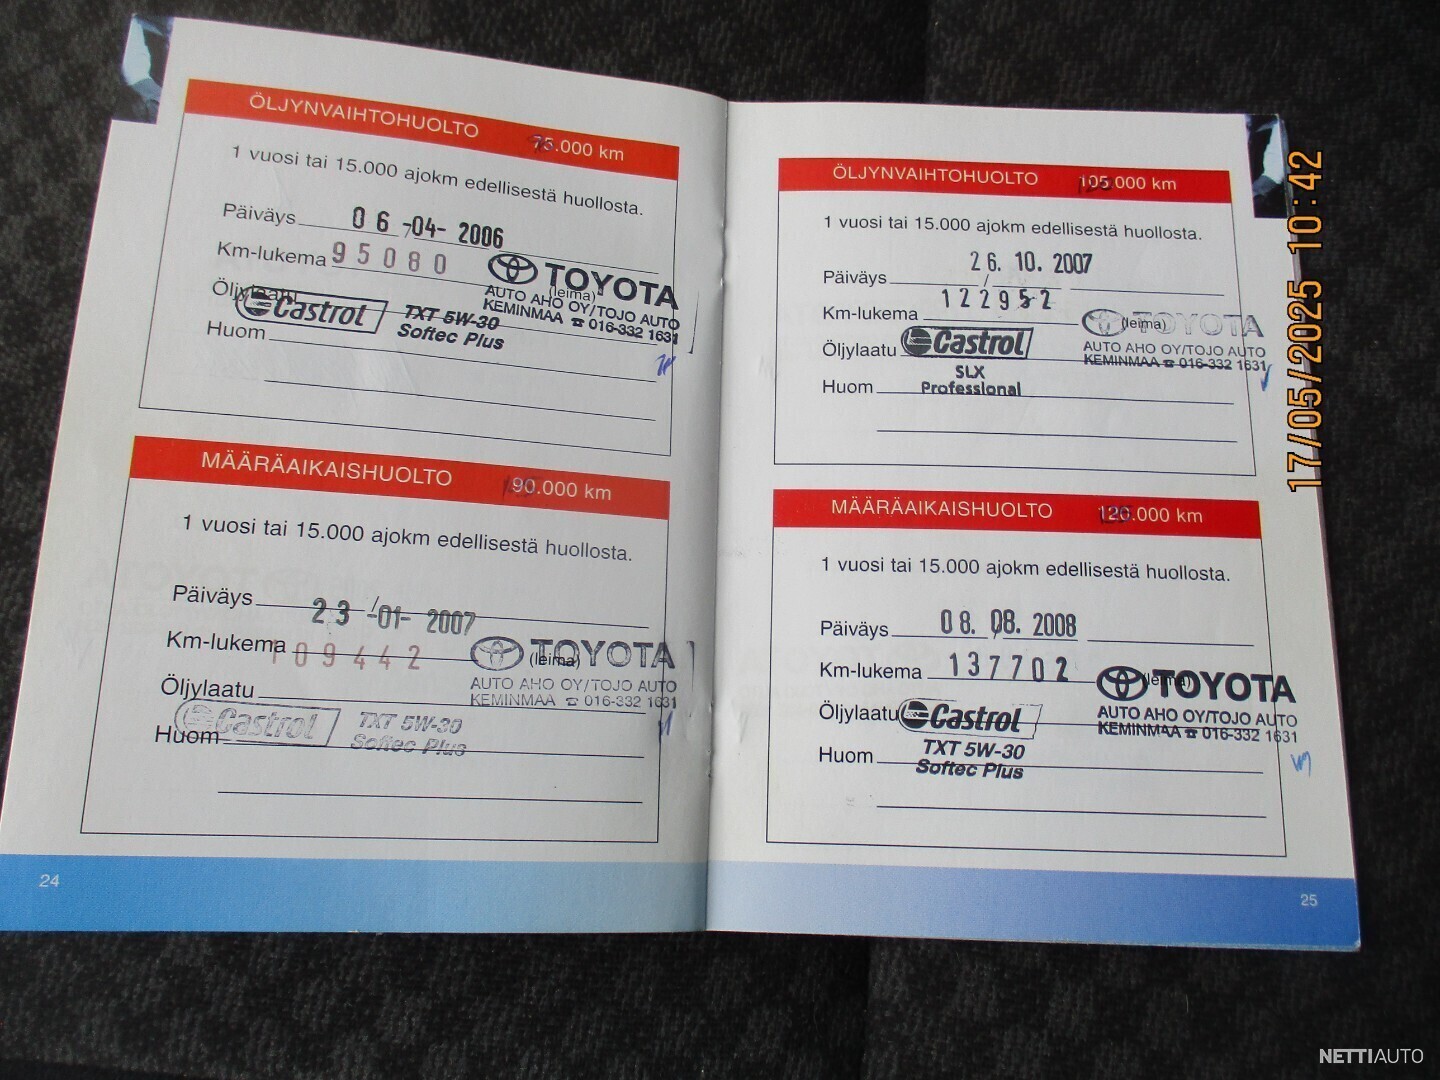 ÖLJYNVAIHTOHUOLTO 75.000 km
1 vuosi tai 15.000 ajokm edellisestä huollosta.
Päiväys 06-04-2006
Km-lukema 95080
Öljylaatu Castrol TXT 5W-30 Softec Plus
TOYOTA
(leima)
AUTO AHO OY/TOJO AUTO
KEMINMAA ☎ 016-332 1631
Huom
MÄÄRÄAIKAISHUOLTO 90.000 km
1 vuosi tai 15.000 ajokm edellisestä huollosta.
Päiväys 23-01-2007
Km-lukema 109442
TOYOTA
(leima)
AUTO AHO OY/TOJO AUTO
KEMINMAA ☎ 016-332 1631
Öljylaatu
Castrol TXT 5W-30
Softec Plus
Huom
24
ÖLJYNVAIHTOHUOLTO 105.000 km
1 vuosi tai 15.000 ajokm edellisestä huollosta.
Päiväys 26.10.2007
Km-lukema 122952
TOYOTA
(leima)
AUTO AHO OY/TOJO AUTO
KEMINMAA ☎ 016-332 1631
Öljylaatu Castrol
SLX
Professional
Huom
MÄÄRÄAIKAISHUOLTO 120.000 km
1 vuosi tai 15.000 ajokm edellisestä huollosta.
Päiväys 08.08.2008
Km-lukema 137702
TOYOTA
(leima)
AUTO AHO OY/TOJO AUTO
KEMINMAA ☎ 016-332 1631
Öljylaatu Castrol
TXT 5W-30
Softec Plus
Huom
25
17/05/2025 10:42
NETTIAUTO